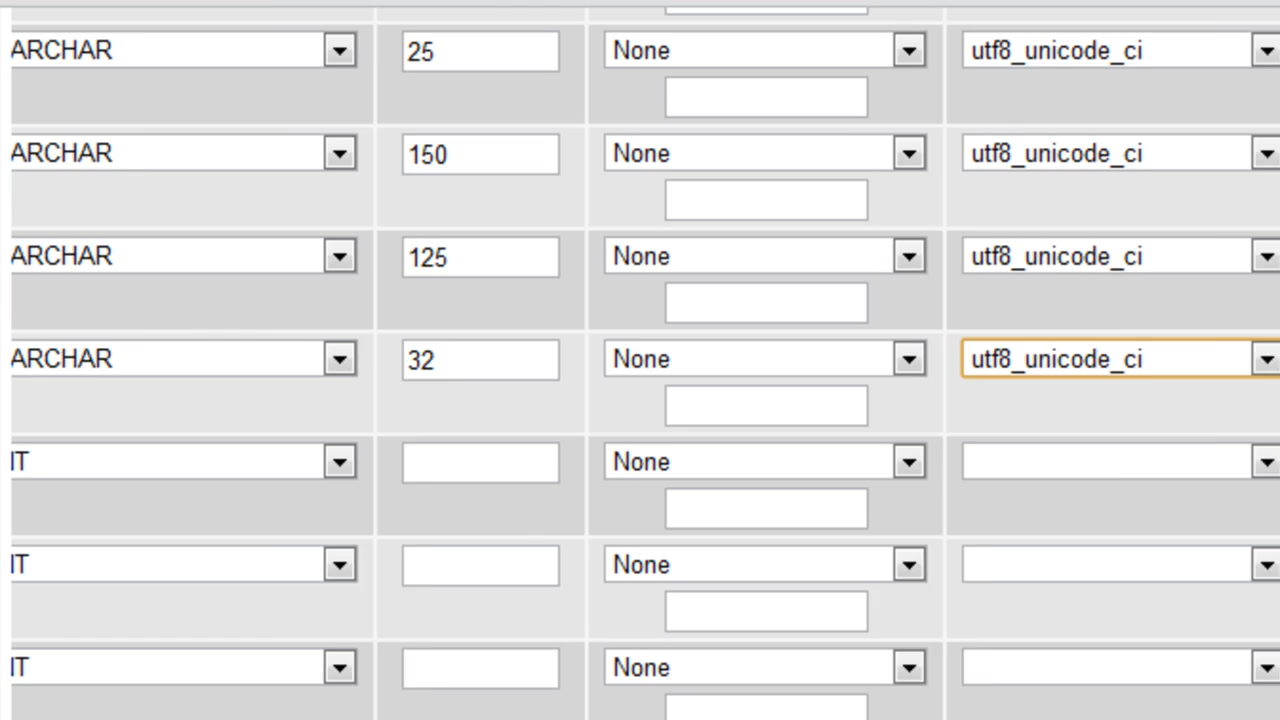 ARCHAR 25 None utf8_unicode_ci
ARCHAR 150 None utf8_unicode_ci
ARCHAR 125 None utf8_unicode_ci
ARCHAR 32 None utf8_unicode_ci
IT None
IT None
IT None